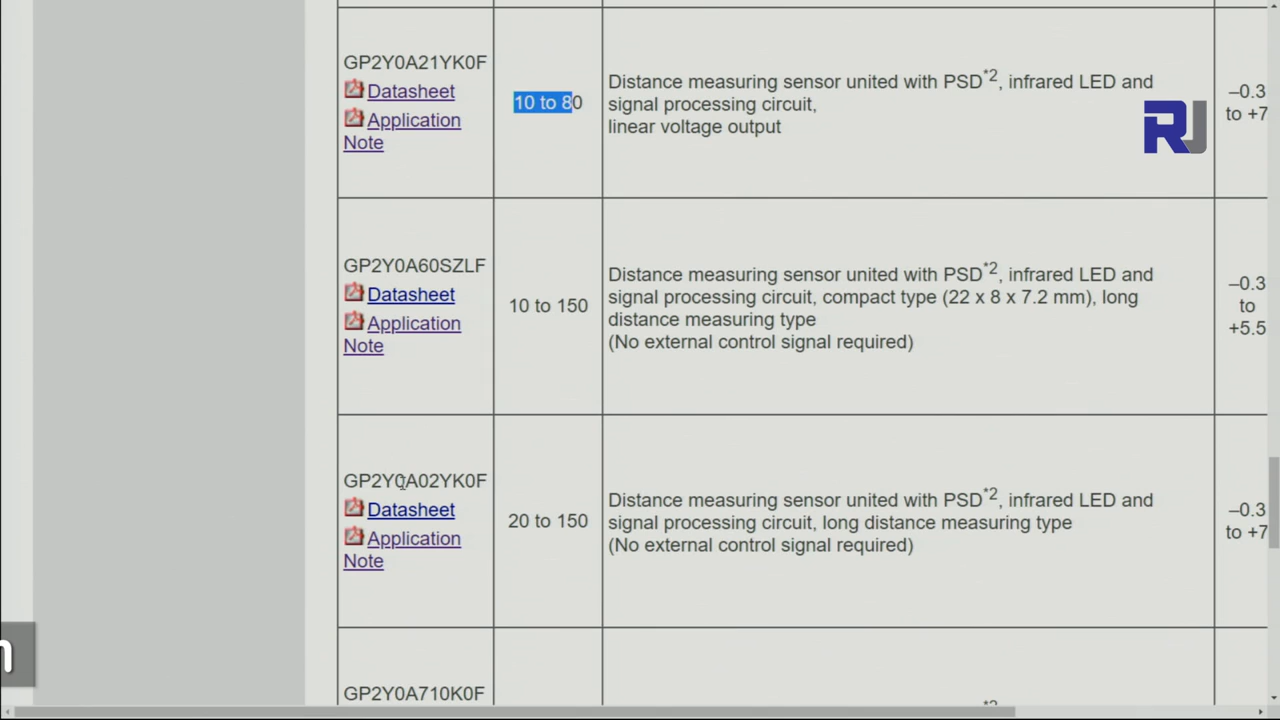 GP2Y0A21YK0F
Datasheet
Application
Note
10 to 80
Distance measuring sensor united with PSD*2, infrared LED and
signal processing circuit,
linear voltage output
–0.3
to +7
RJ
GP2Y0A60SZLF
Datasheet
Application
Note
10 to 150
Distance measuring sensor united with PSD*2, infrared LED and
signal processing circuit, compact type (22 x 8 x 7.2 mm), long
distance measuring type
(No external control signal required)
–0.3
to
+5.5
GP2Y0A02YK0F
Datasheet
Application
Note
20 to 150
Distance measuring sensor united with PSD*2, infrared LED and
signal processing circuit, long distance measuring type
(No external control signal required)
–0.3
to +7
n
GP2Y0A710K0F
*2